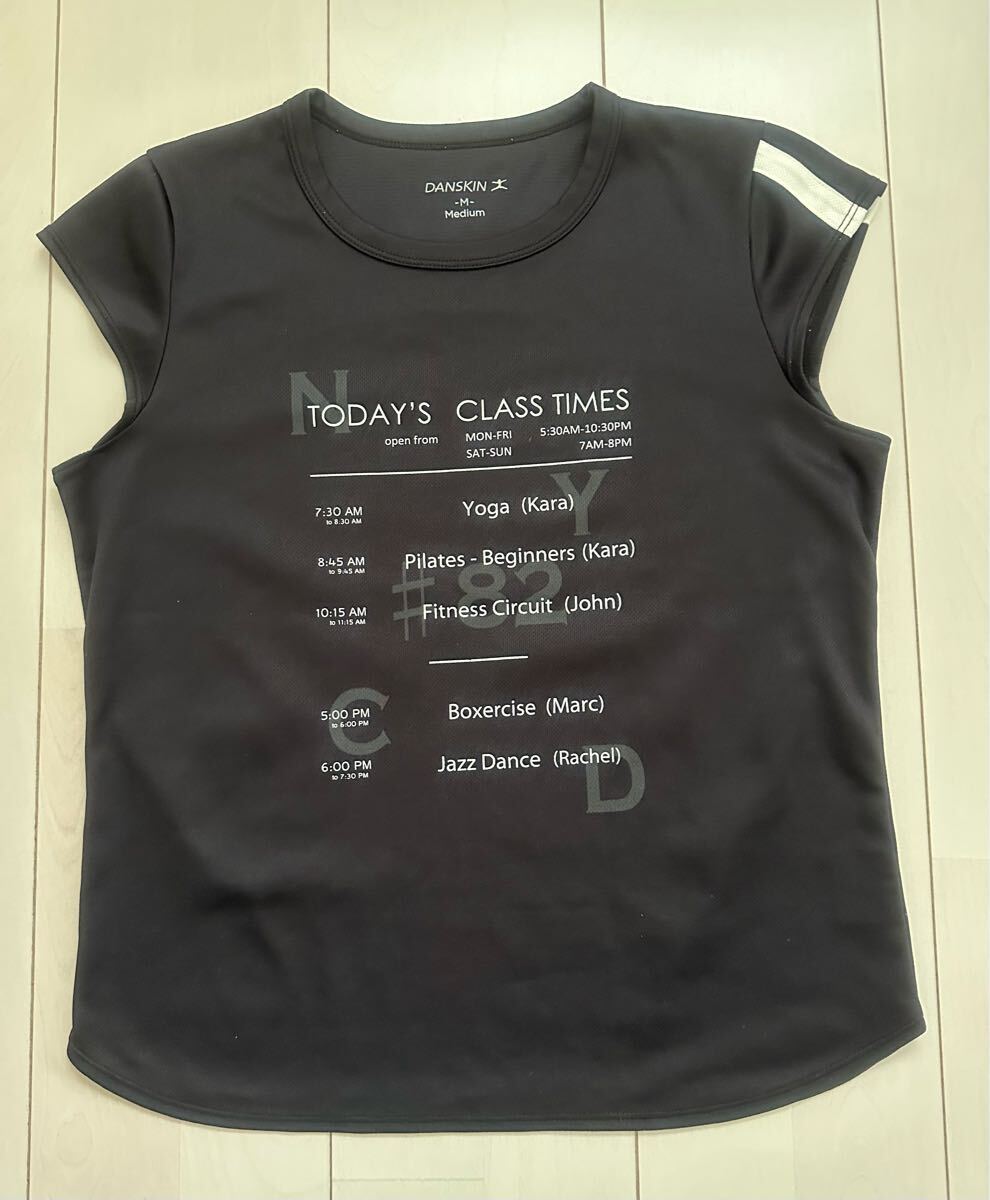 DANSKIN
-M-
Medium
N
TODAY'S CLASS TIMES
open from MON-FRI 5:30AM-10:30PM
SAT-SUN 7AM-8PM
Y
7:30 AM Yoga (Kara)
to 8:30 AM
8:45 AM Pilates - Beginners (Kara)
to 9:45 AM
#82
10:15 AM Fitness Circuit (John)
to 11:15 AM
C
5:00 PM Boxercise (Marc)
to 6:00 PM
6:00 PM Jazz Dance (Rachel)
to 7:30 PM
D